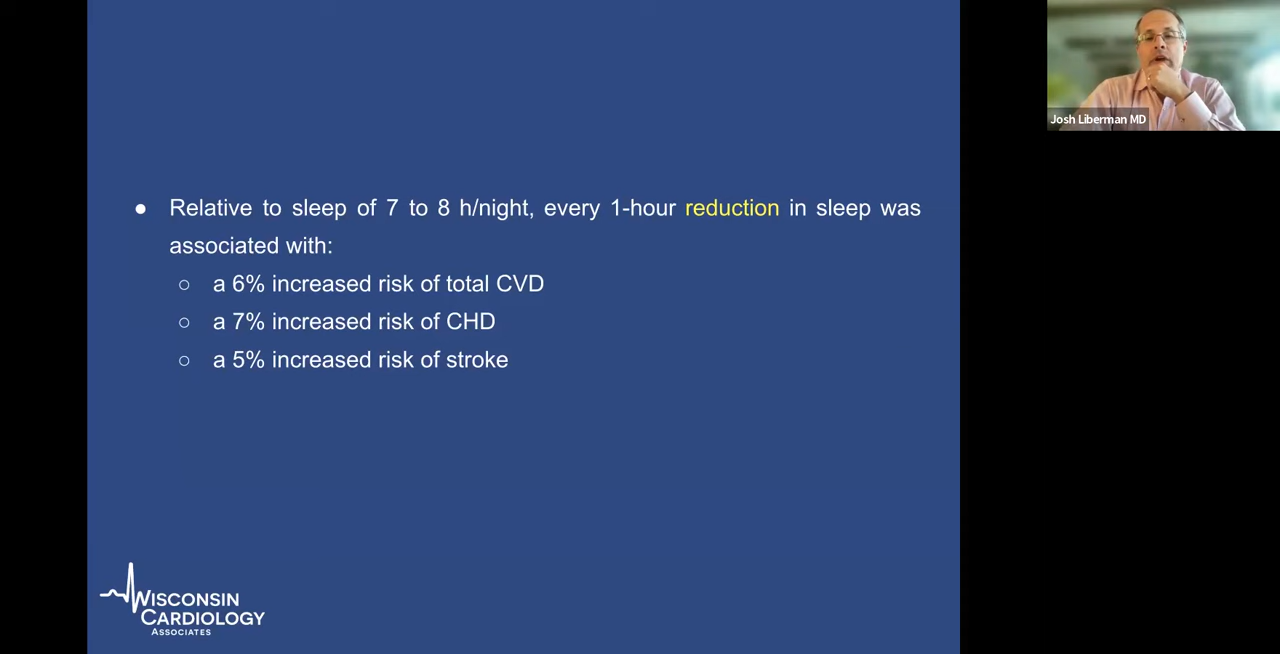 Josh Liberman MD
● Relative to sleep of 7 to 8 h/night, every 1-hour reduction in sleep was
associated with:
○ a 6% increased risk of total CVD
○ a 7% increased risk of CHD
○ a 5% increased risk of stroke
WISCONSIN
CARDIOLOGY
ASSOCIATES